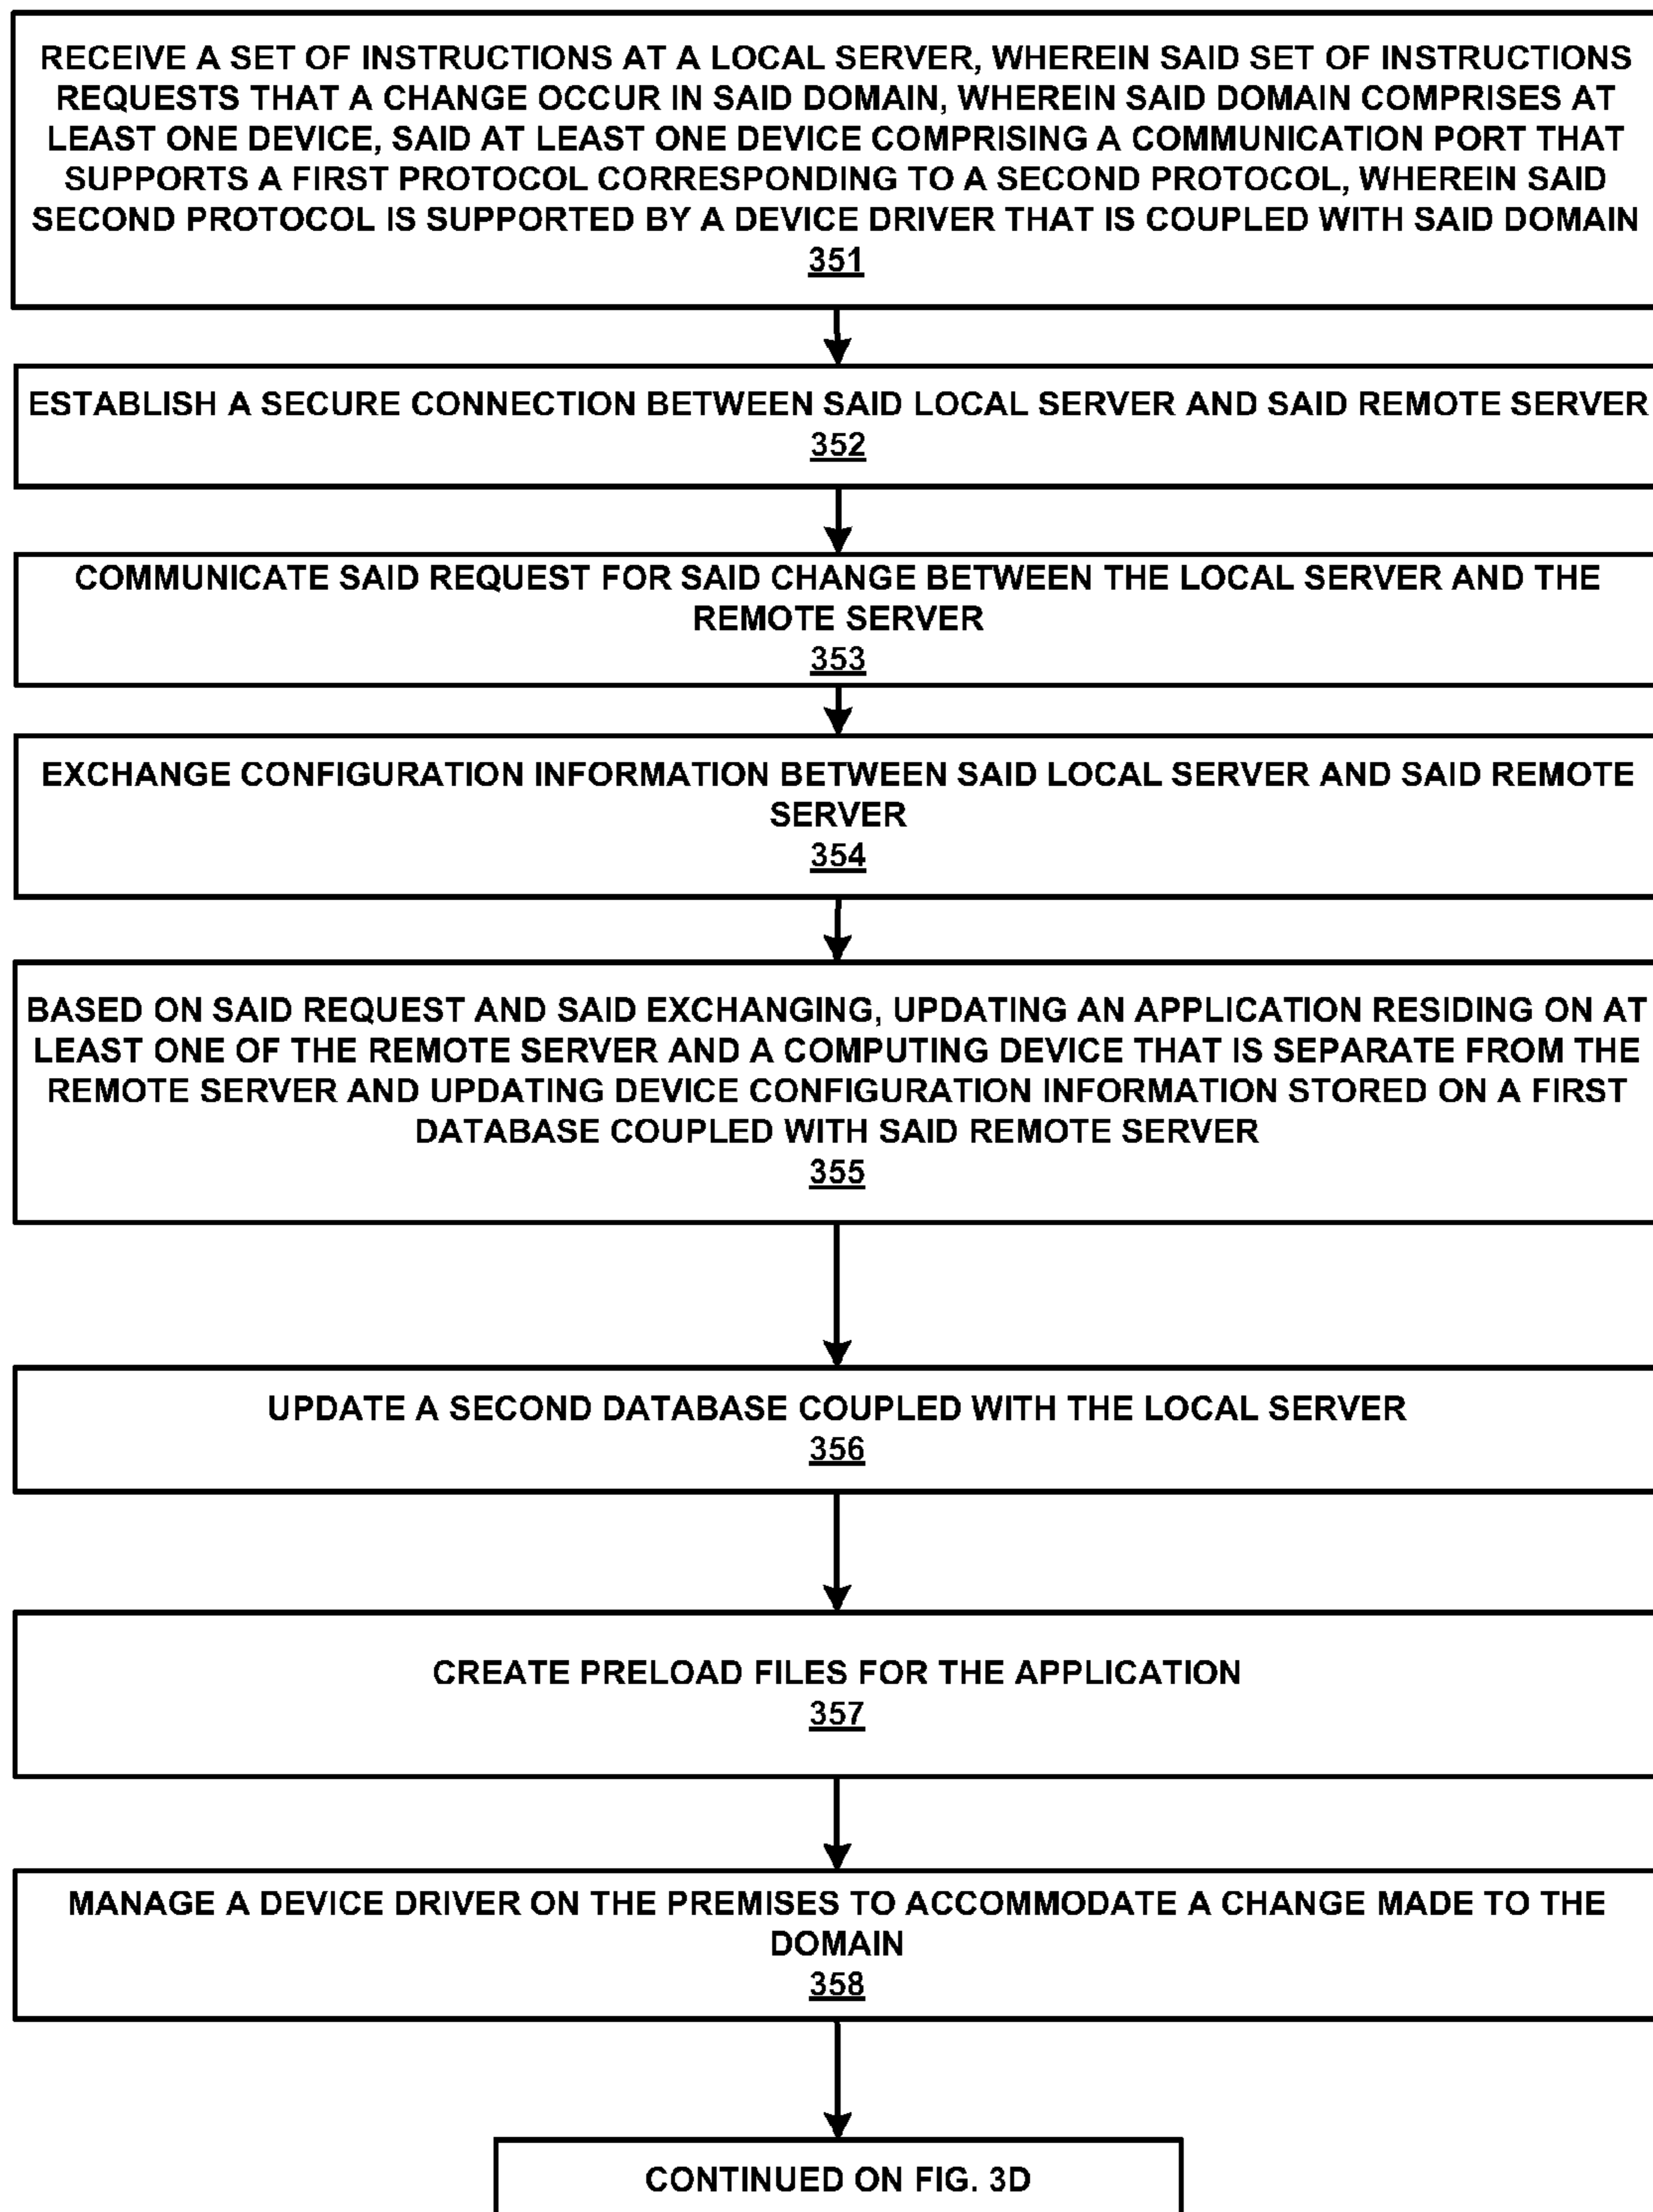 RECEIVE A SET OF INSTRUCTIONS AT A LOCAL SERVER, WHEREIN SAID SET OF INSTRUCTIONS
REQUESTS THAT A CHANGE OCCUR IN SAID DOMAIN, WHEREIN SAID DOMAIN COMPRISES AT
LEAST ONE DEVICE, SAID AT LEAST ONE DEVICE COMPRISING A COMMUNICATION PORT THAT
SUPPORTS A FIRST PROTOCOL CORRESPONDING TO A SECOND PROTOCOL, WHEREIN SAID
SECOND PROTOCOL IS SUPPORTED BY A DEVICE DRIVER THAT IS COUPLED WITH SAID DOMAIN
351
ESTABLISH A SECURE CONNECTION BETWEEN SAID LOCAL SERVER AND SAID REMOTE SERVER
352
COMMUNICATE SAID REQUEST FOR SAID CHANGE BETWEEN THE LOCAL SERVER AND THE
REMOTE SERVER
353
EXCHANGE CONFIGURATION INFORMATION BETWEEN SAID LOCAL SERVER AND SAID REMOTE
SERVER
354
BASED ON SAID REQUEST AND SAID EXCHANGING, UPDATING AN APPLICATION RESIDING ON AT
LEAST ONE OF THE REMOTE SERVER AND A COMPUTING DEVICE THAT IS SEPARATE FROM THE
REMOTE SERVER AND UPDATING DEVICE CONFIGURATION INFORMATION STORED ON A FIRST
DATABASE COUPLED WITH SAID REMOTE SERVER
355
UPDATE A SECOND DATABASE COUPLED WITH THE LOCAL SERVER
356
CREATE PRELOAD FILES FOR THE APPLICATION
357
MANAGE A DEVICE DRIVER ON THE PREMISES TO ACCOMMODATE A CHANGE MADE TO THE
DOMAIN
358
CONTINUED ON FIG. 3D